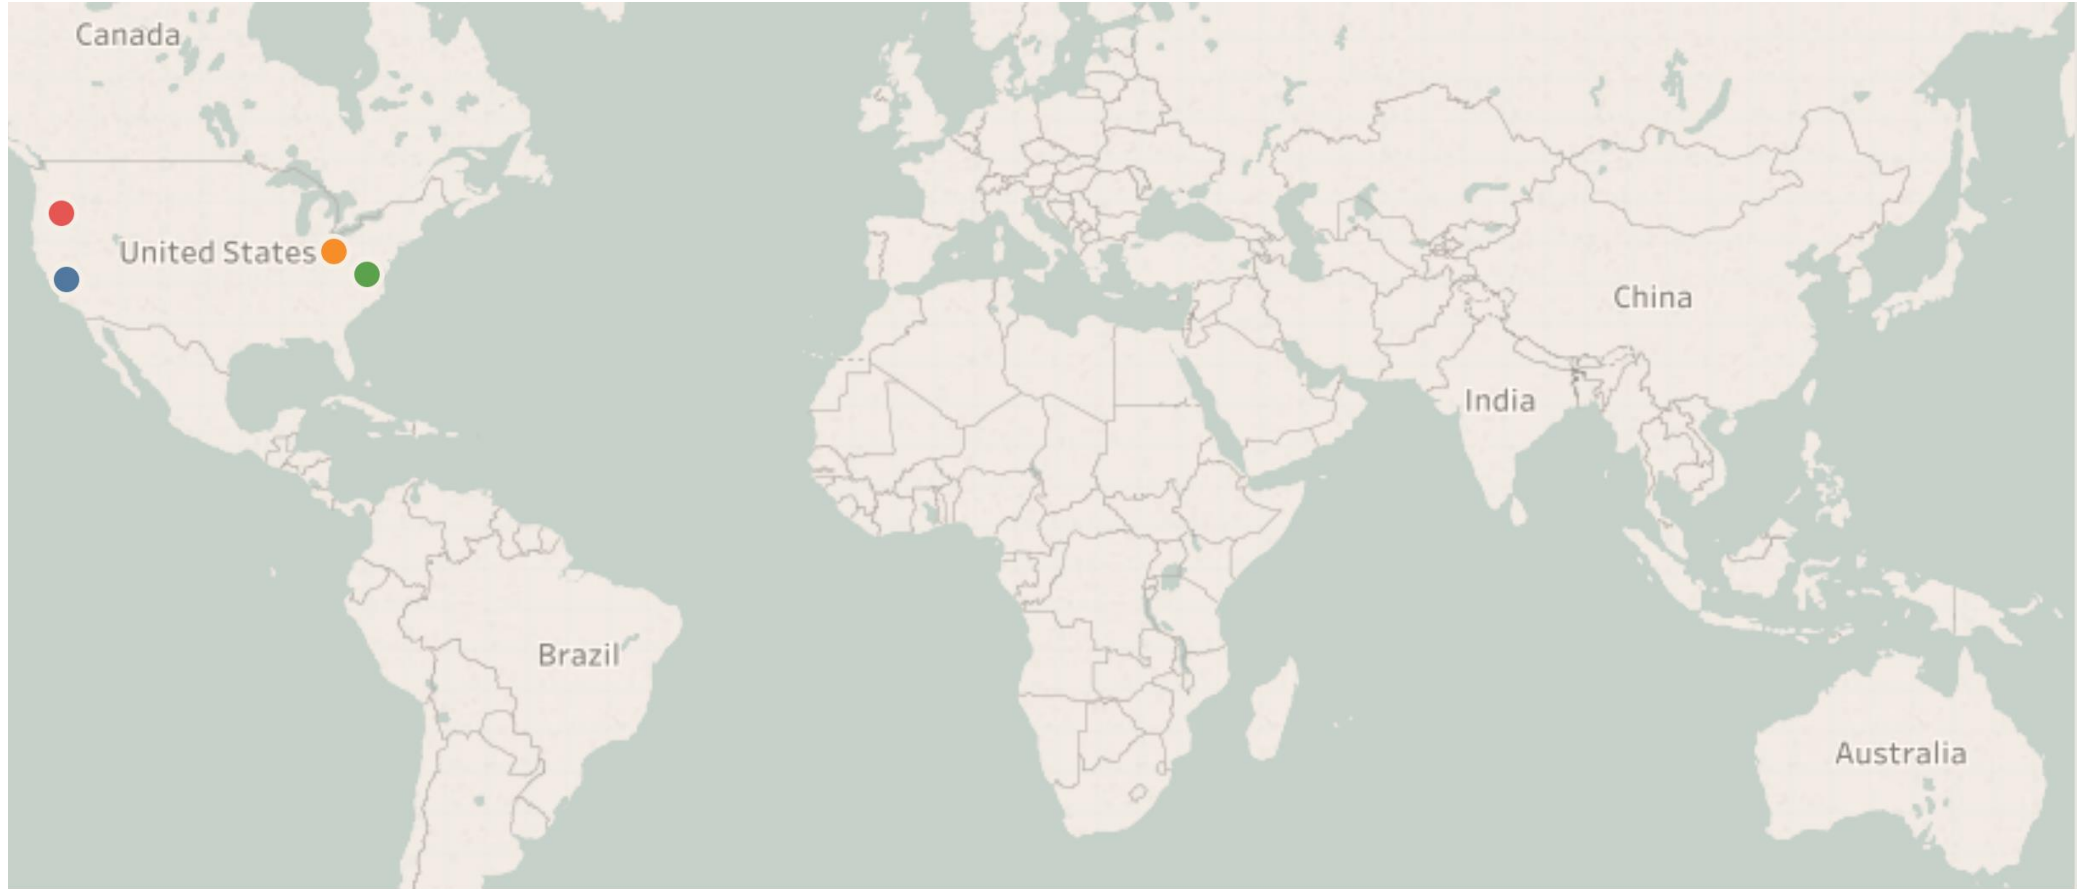 Canada
United States
China
India
Brazil
Australia